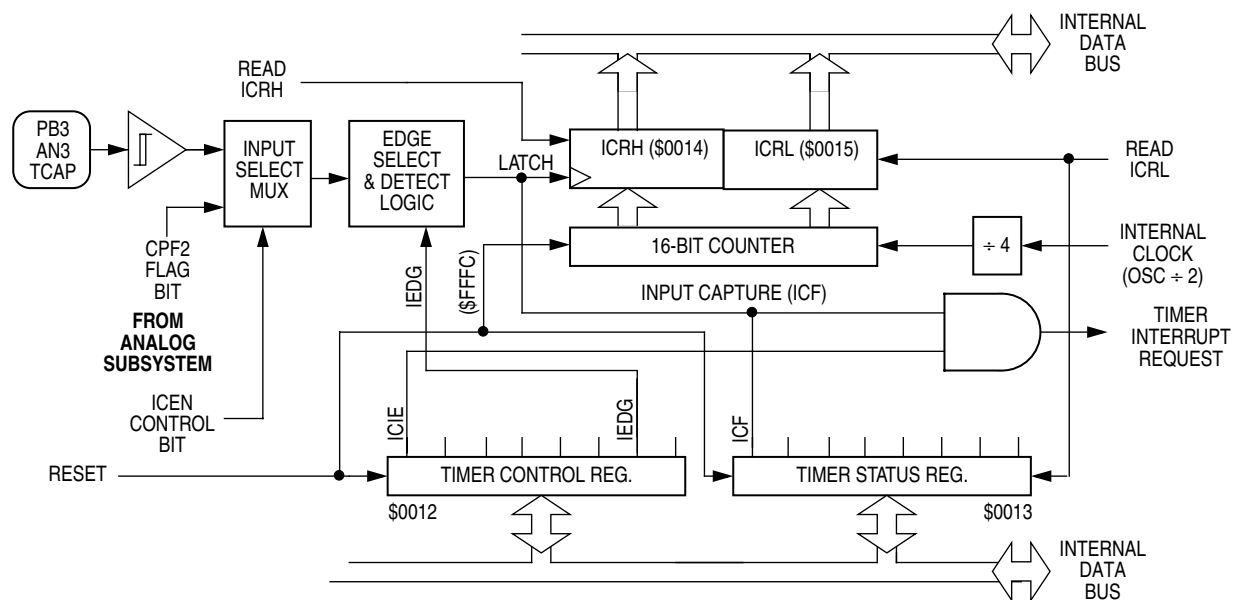 INTERNAL
DATA
BUS
READ
ICRH
PB3
AN3
TCAP
INPUT
SELECT
MUX
EDGE
SELECT
& DETECT
LOGIC
LATCH
ICRH ($0014)
ICRL ($0015)
READ
ICRL
CPF2
FLAG
BIT
FROM
ANALOG
SUBSYSTEM
IEDG
($FFFC)
16-BIT COUNTER
÷ 4
INTERNAL
CLOCK
(OSC ÷ 2)
INPUT CAPTURE (ICF)
TIMER
INTERRUPT
REQUEST
ICEN
CONTROL
BIT
ICIE
IEDG
ICF
RESET
TIMER CONTROL REG.
TIMER STATUS REG.
$0012
$0013
INTERNAL
DATA
BUS